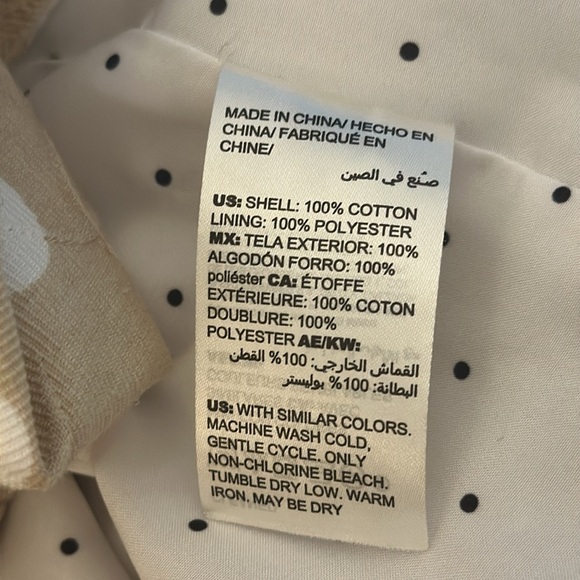 MADE IN CHINA/ HECHO EN
CHINA/ FABRIQUÉ EN
CHINE/
صُنع في الصين
US: SHELL: 100% COTTON
LINING: 100% POLYESTER
MX: TELA EXTERIOR: 100%
ALGODÓN FORRO: 100%
poliéster CA: ÉTOFFE
EXTÉRIEURE: 100% COTON
DOUBLURE: 100%
POLYESTER AE/KW:
القماش الخارجي: 100% القطن
البطانة: 100% بوليستر
US: WITH SIMILAR COLORS.
MACHINE WASH COLD,
GENTLE CYCLE. ONLY
NON-CHLORINE BLEACH.
TUMBLE DRY LOW. WARM
IRON. MAY BE DRY